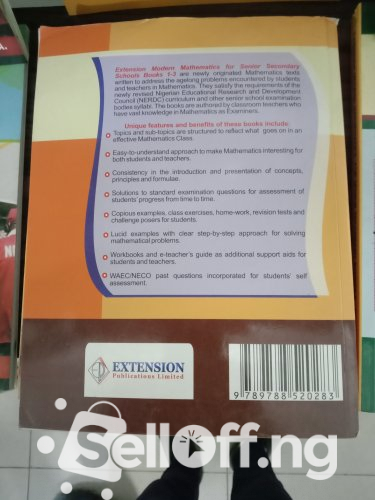 Extension Modern Mathematics for Senior Secondary
Schools Books 1-3 are newly originated Mathematics texts
written to address the agelong problems encountered by students
and teachers in Mathematics. They satisfy the requirements of the
newly revised Nigerian Educational Research and Development
Council (NERDC) curriculum and other senior school examination
bodies syllabi. The books are authored by classroom teachers who
have vast knowledge in Mathematics as Examiners.
Unique features and benefits of these books include:
Topics and sub-topics are structured to reflect what goes on in an
effective Mathematics Class.
Easy-to-understand approach to make Mathematics interesting for
both students and teachers.
Consistency in the introduction and presentation of concepts,
principles and formulae.
Solutions to standard examination questions for assessment of
students' progress from time to time.
Copious examples, class exercises, home-work, revision tests and
challenge posers for students.
Lucid examples with clear step-by-step approach for solving
mathematical problems.
Workbooks and e-teacher's guide as additional support aids for
students and teachers.
WAEC/NECO past questions incorporated for students' self
assessment.
EXTENSION
Publications Limited
9 789788 520283
SellOff.ng